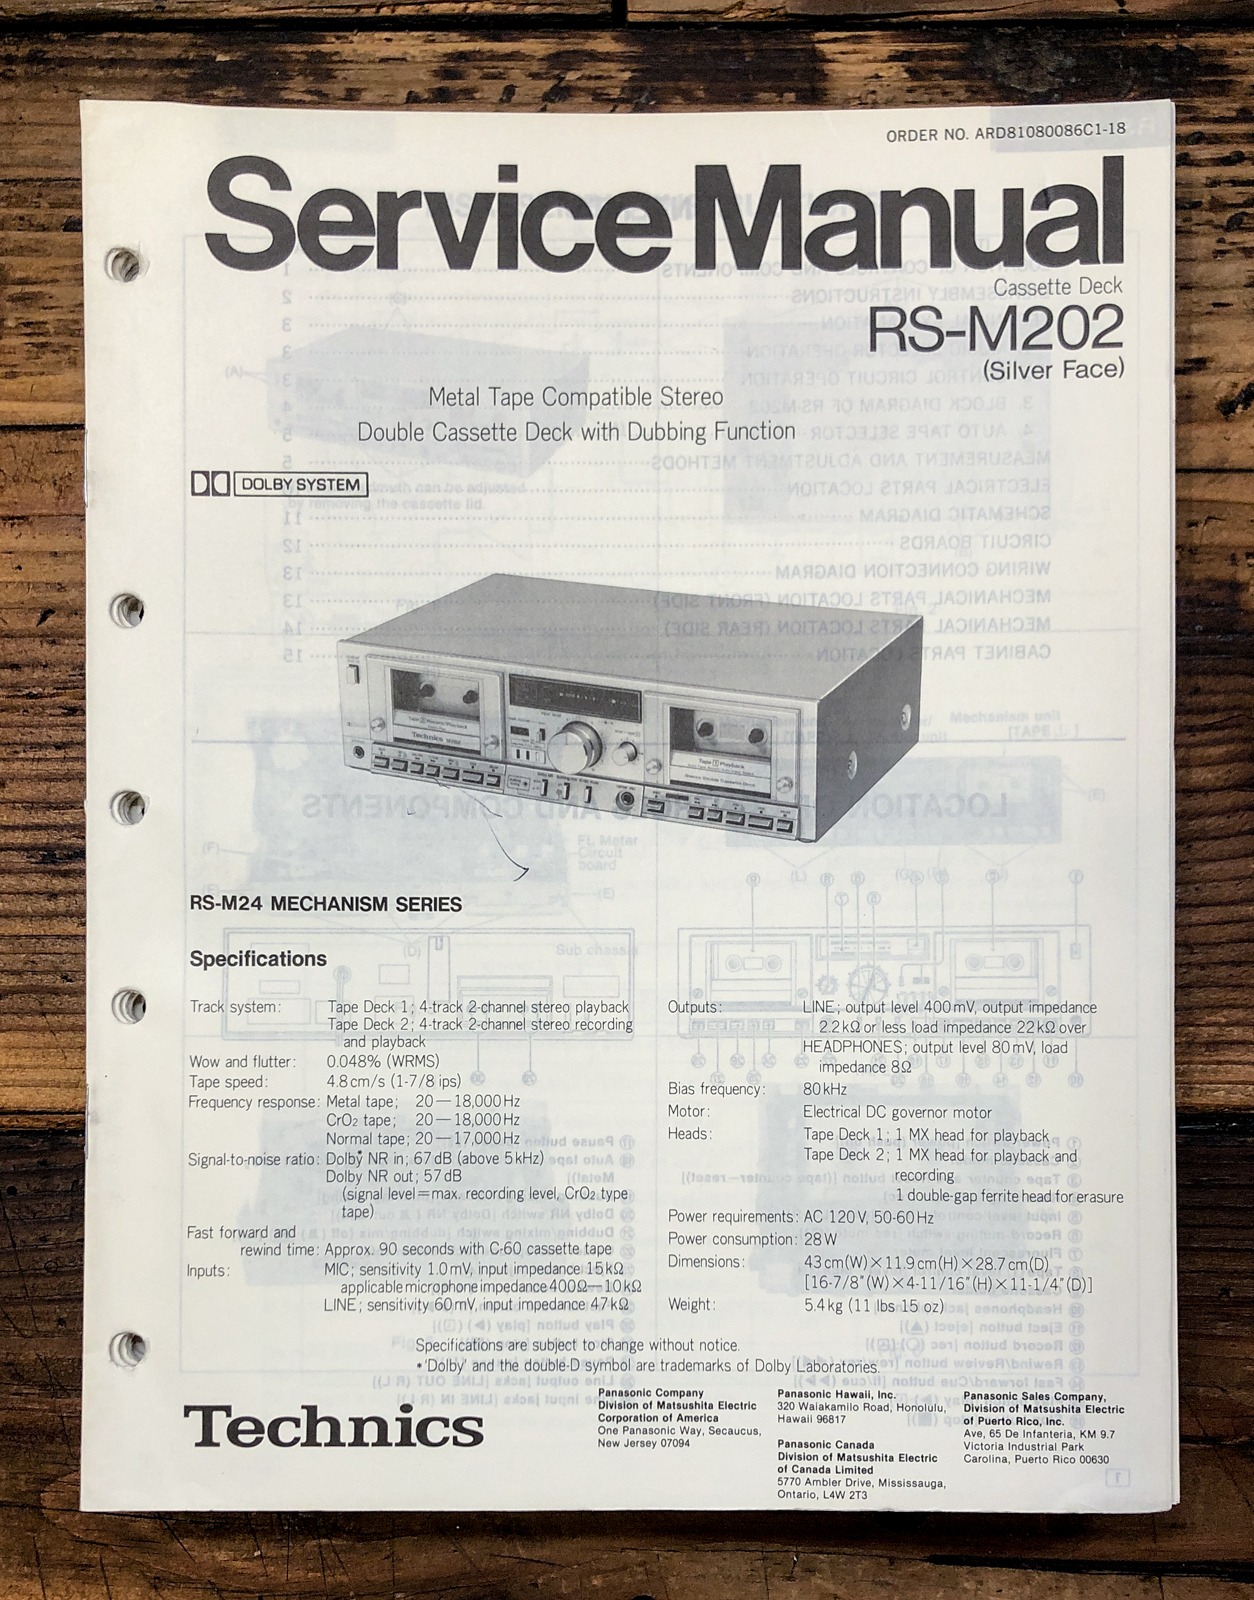 ORDER NO. ARD81080086C1-18
Service Manual
Cassette Deck
RS-M202
(Silver Face)
Metal Tape Compatible Stereo
Double Cassette Deck with Dubbing Function
DOLBY SYSTEM
Technics
RS-M24 MECHANISM SERIES
Specifications
Track system: Tape Deck 1; 4-track 2-channel stereo playback
Tape Deck 2; 4-track 2-channel stereo recording
and playback
Wow and flutter: 0.048% (WRMS)
Tape speed: 4.8cm/s (1-7/8 ips)
Frequency response: Metal tape; 20—18,000Hz
CrO2 tape; 20—18,000Hz
Normal tape; 20—17,000Hz
Signal-to-noise ratio: Dolby* NR in; 67dB (above 5kHz)
Dolby NR out; 57dB
(signal level=max. recording level, CrO2 type
tape)
Fast forward and
rewind time: Approx. 90 seconds with C-60 cassette tape
Inputs: MIC; sensitivity 1.0mV, input impedance 15kΩ
applicable microphone impedance 400Ω—10kΩ
LINE; sensitivity 60mV, input impedance 47kΩ
Outputs: LINE; output level 400mV, output impedance
2.2kΩ or less load impedance 22kΩ over
HEADPHONES; output level 80mV, load
impedance 8Ω
Bias frequency: 80kHz
Motor: Electrical DC governor motor
Heads: Tape Deck 1; 1 MX head for playback
Tape Deck 2; 1 MX head for playback and
recording
1 double-gap ferrite head for erasure
Power requirements: AC 120V, 50-60Hz
Power consumption: 28W
Dimensions: 43cm(W)×11.9cm(H)×28.7cm(D)
[16-7/8"(W)×4-11/16"(H)×11-1/4"(D)]
Weight: 5.4kg (11 lbs 15 oz)
Specifications are subject to change without notice.
*'Dolby' and the double-D symbol are trademarks of Dolby Laboratories.
Technics
Panasonic Company
Division of Matsushita Electric
Corporation of America
One Panasonic Way, Secaucus,
New Jersey 07094
Panasonic Hawaii, Inc.
320 Waiakamilo Road, Honolulu,
Hawaii 96817
Panasonic Canada
Division of Matsushita Electric
of Canada Limited
5770 Ambler Drive, Mississauga,
Ontario, L4W 2T3
Panasonic Sales Company,
Division of Matsushita Electric
of Puerto Rico, Inc.
Ave, 65 De Infanteria, KM 9.7
Victoria Industrial Park
Carolina, Puerto Rico 00630